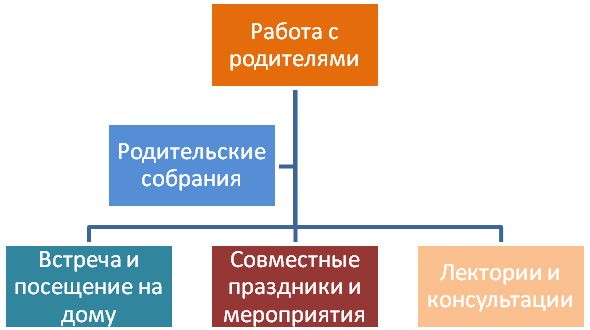 Работа с
родителями
Родительские
собрания
Встреча и
посещение на
дому
Совместные
праздники и
мероприятия
Лектории и
консультации